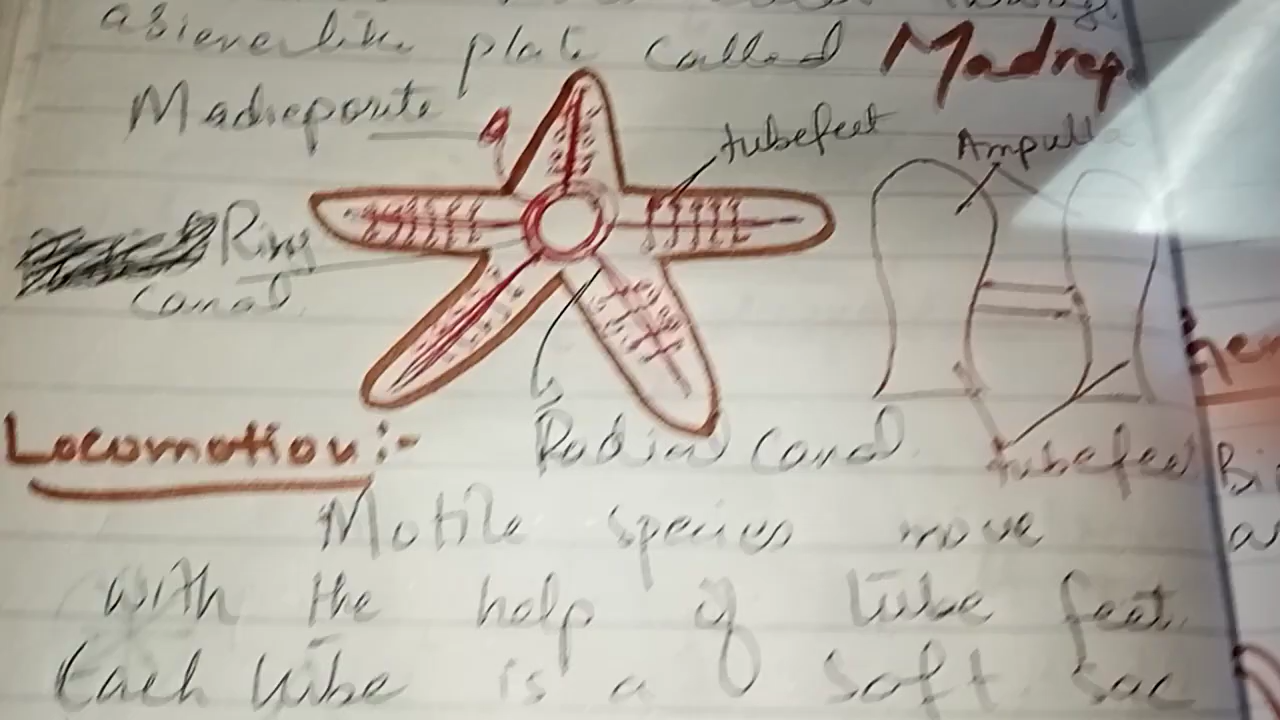 a sieve like plate called Madrep
Madreporite
tubefeet
Ampulla
Ring
canal
Locomotion:-
Radial canal
tubefeet
Motile species move
with the help of tube feet.
Each tube is a soft sac